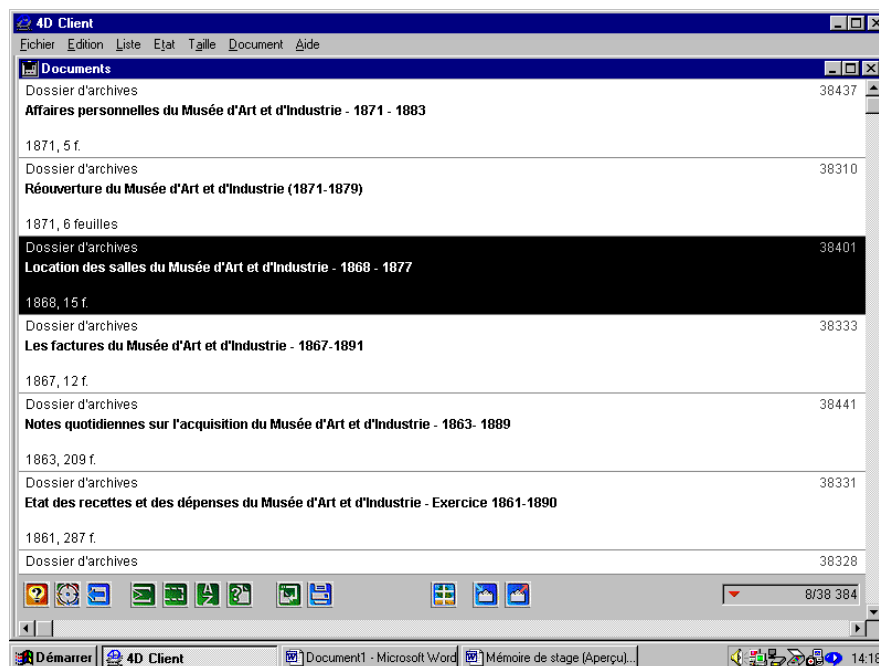 4D Client
Fichier Edition Liste Etat Taille Document Aide
Documents
Dossier d'archives 38437
Affaires personnelles du Musée d'Art et d'Industrie - 1871 - 1883
1871, 5 f.
Dossier d'archives 38310
Réouverture du Musée d'Art et d'Industrie (1871-1879)
1871, 6 feuilles
Dossier d'archives 38401
Location des salles du Musée d'Art et d'Industrie - 1868 - 1877
1868, 15 f.
Dossier d'archives 38333
Les factures du Musée d'Art et d'Industrie - 1867-1891
1867, 12 f.
Dossier d'archives 38441
Notes quotidiennes sur l'acquisition du Musée d'Art et d'Industrie - 1863- 1889
1863, 209 f.
Dossier d'archives 38331
Etat des recettes et des dépenses du Musée d'Art et d'Industrie - Exercice 1861-1890
1861, 287 f.
Dossier d'archives 38328
8/38 384
Démarrer 4D Client Document1 - Microsoft Word Mémoire de stage (Aperçu)... 14:18